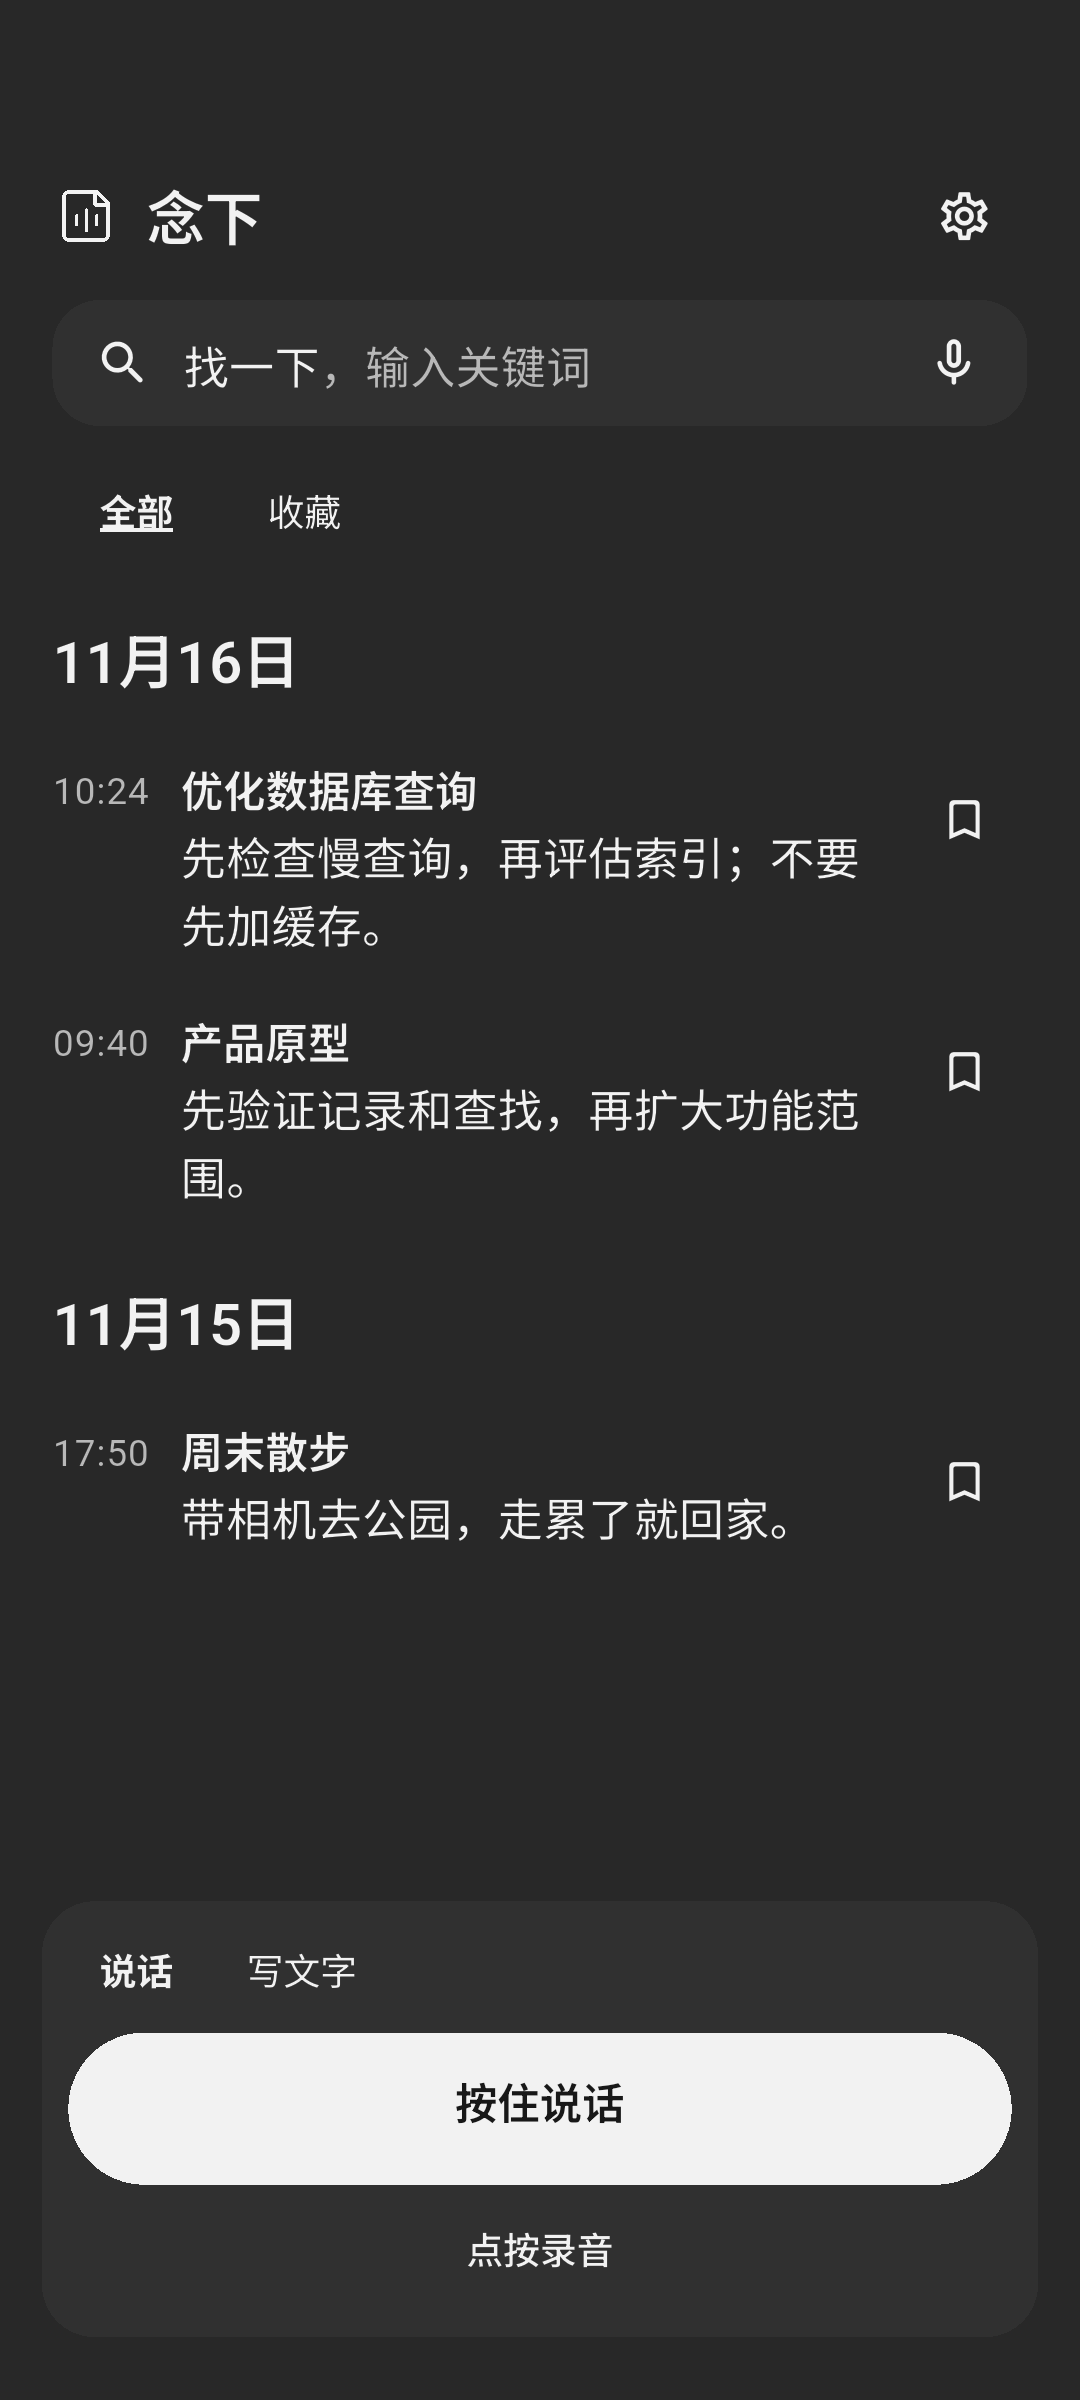 念下
找一下，输入关键词
全部 收藏
11月16日
10:24 优化数据库查询
先检查慢查询，再评估索引；不要
先加缓存。
09:40 产品原型
先验证记录和查找，再扩大功能范
围。
11月15日
17:50 周末散步
带相机去公园，走累了就回家。
说话 写文字
按住说话
点按录音